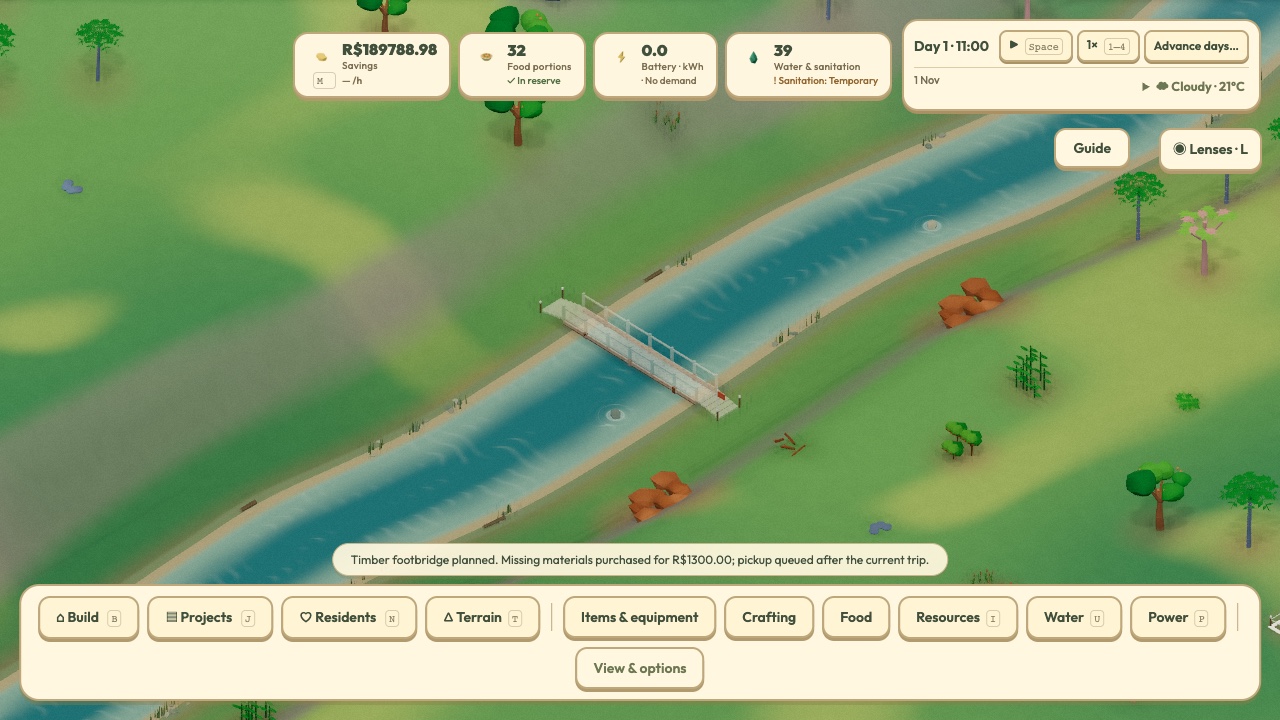 R$189788.98
Savings
M — /h
32
Food portions
✓ In reserve
0.0
Battery · kWh
· No demand
39
Water & sanitation
! Sanitation: Temporary
Day 1 · 11:00
▶ Space
1× 1–4
Advance days…
1 Nov
▶ Cloudy · 21°C
Guide
◉ Lenses · L
Timber footbridge planned. Missing materials purchased for R$1300.00; pickup queued after the current trip.
⌂ Build B
▤ Projects J
♡ Residents N
△ Terrain T
Items & equipment
Crafting
Food
Resources I
Water U
Power P
View & options